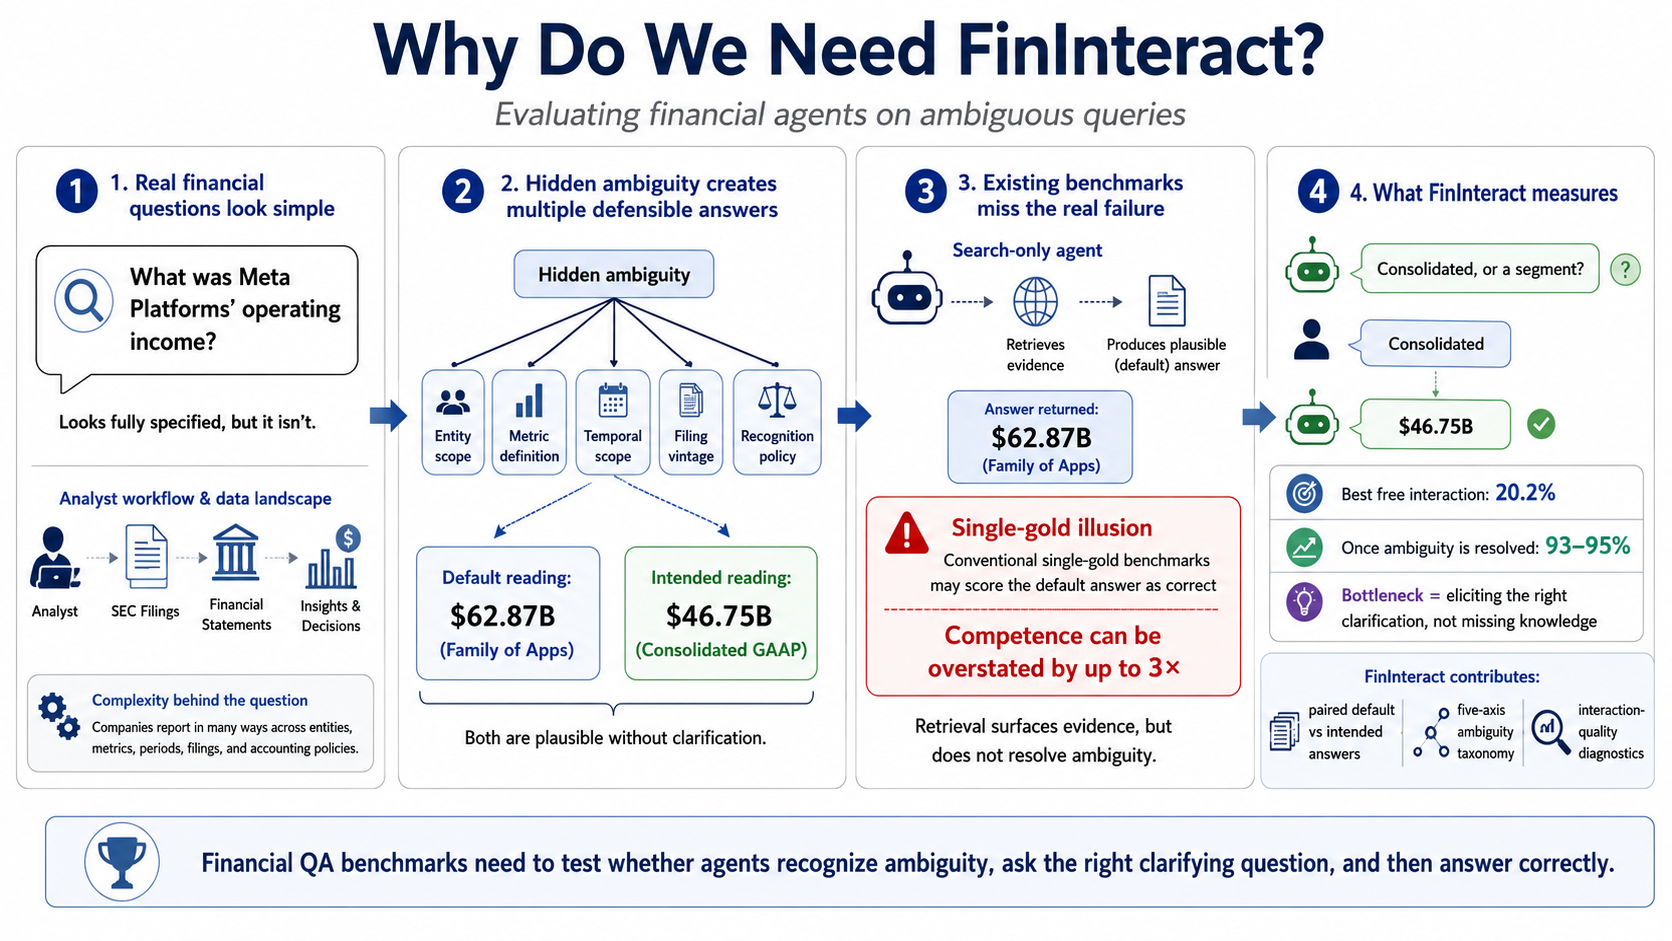 Why Do We Need FinInteract?
Evaluating financial agents on ambiguous queries
1
1. Real financial
questions look simple
What was Meta
Platforms' operating
income?
Looks fully specified, but it isn't.
Analyst workflow & data landscape
$
Analyst
SEC Filings
Financial
Statements
Insights &
Decisions
Complexity behind the question
Companies report in many ways across entities,
metrics, periods, filings, and accounting policies.
2
2. Hidden ambiguity creates
multiple defensible answers
Hidden ambiguity
Entity
scope
Metric
definition
Temporal
scope
Filing
vintage
Recognition
policy
Default reading:
$62.87B
(Family of Apps)
Intended reading:
$46.75B
(Consolidated GAAP)
Both are plausible without clarification.
3
3. Existing benchmarks
miss the real failure
Search-only agent
Retrieves
evidence
Produces plausible
(default) answer
Answer returned:
$62.87B
(Family of Apps)
Single-gold illusion
Conventional single-gold benchmarks
may score the default answer as correct
Competence can be
overstated by up to 3×
Retrieval surfaces evidence, but
does not resolve ambiguity.
4
4. What FinInteract measures
Consolidated, or a segment?
?
Consolidated
$46.75B
Best free interaction: 20.2%
Once ambiguity is resolved: 93–95%
Bottleneck = eliciting the right
clarification, not missing knowledge
FinInteract contributes:
paired default
vs intended
answers
five-axis
ambiguity
taxonomy
interaction-
quality
diagnostics
Financial QA benchmarks need to test whether agents recognize ambiguity, ask the right clarifying question, and then answer correctly.